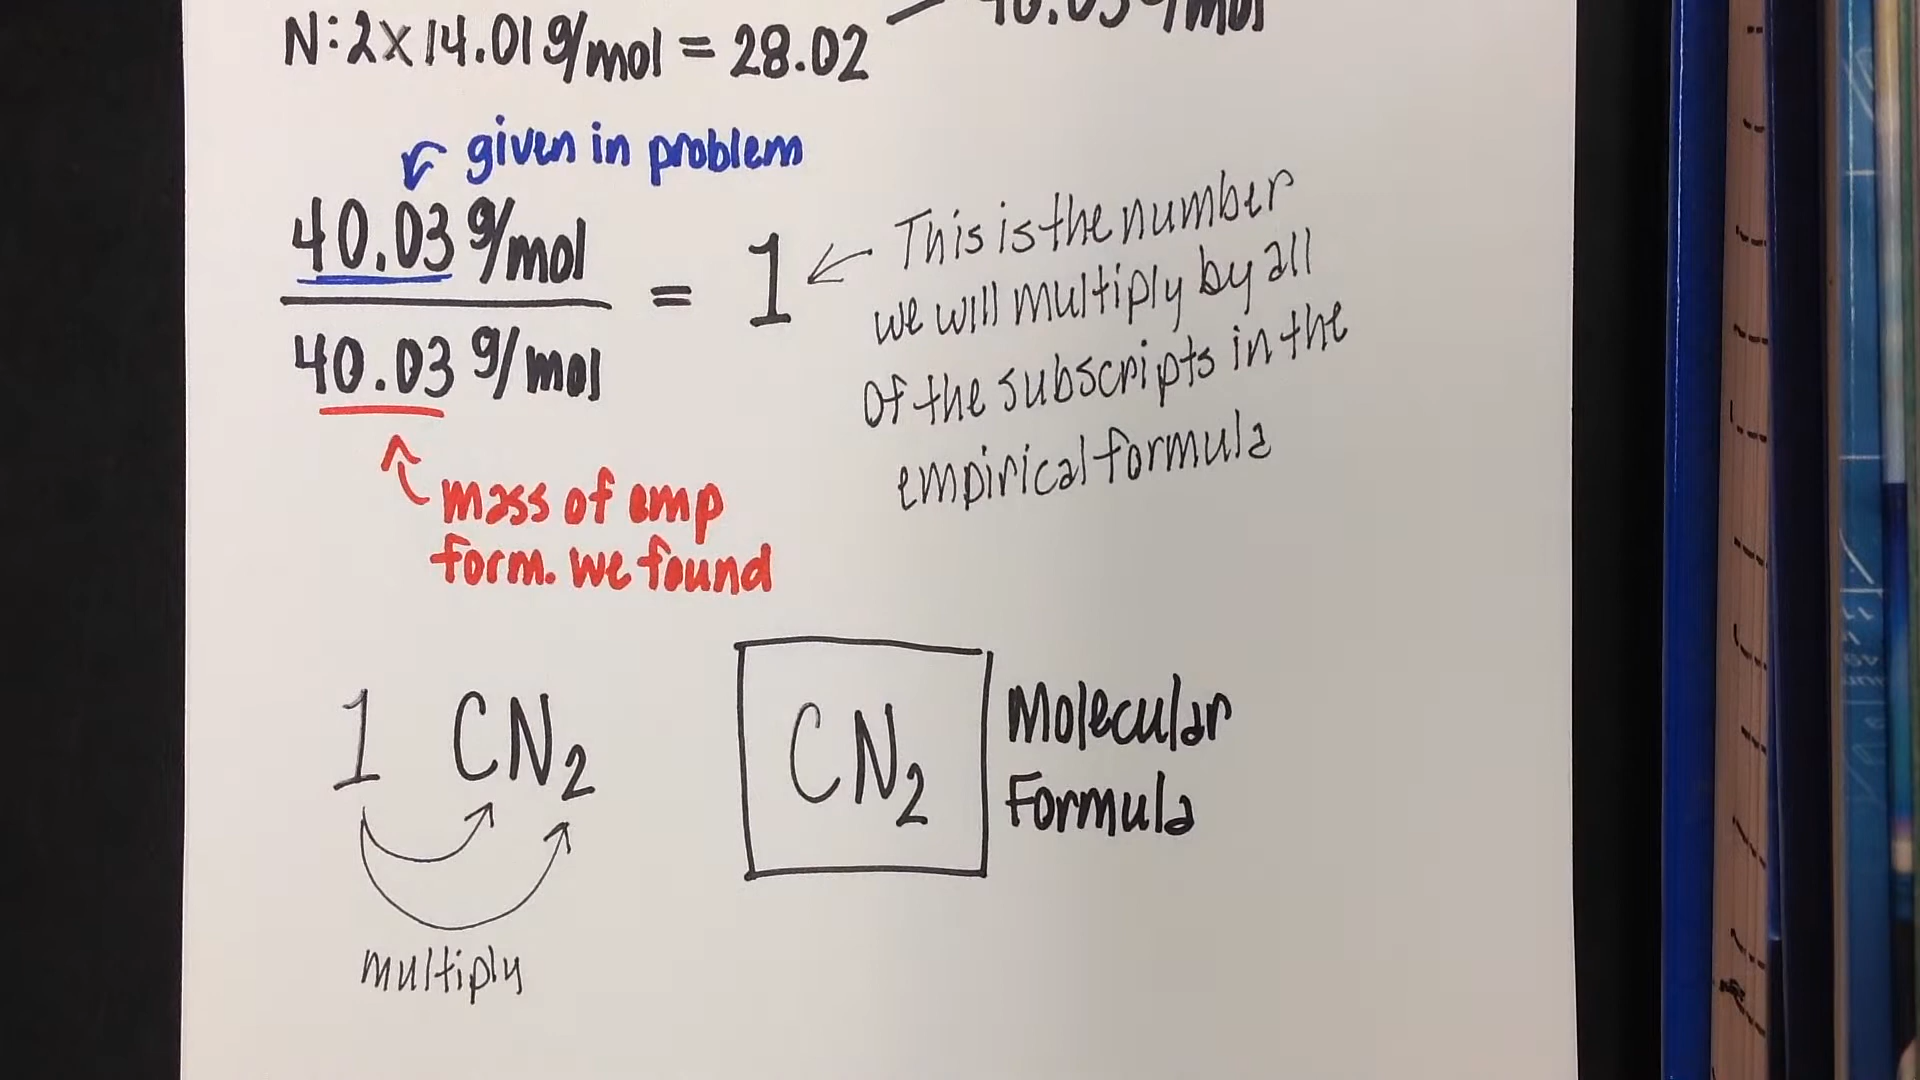 N: 2 x 14.01 g/mol = 28.02
given in problem
40.03 g/mol
40.03 g/mol
= 1
This is the number
we will multiply by all
of the subscripts in the
empirical formula
mass of emp
form. we found
1 CN₂
multiply
CN₂
Molecular
Formula